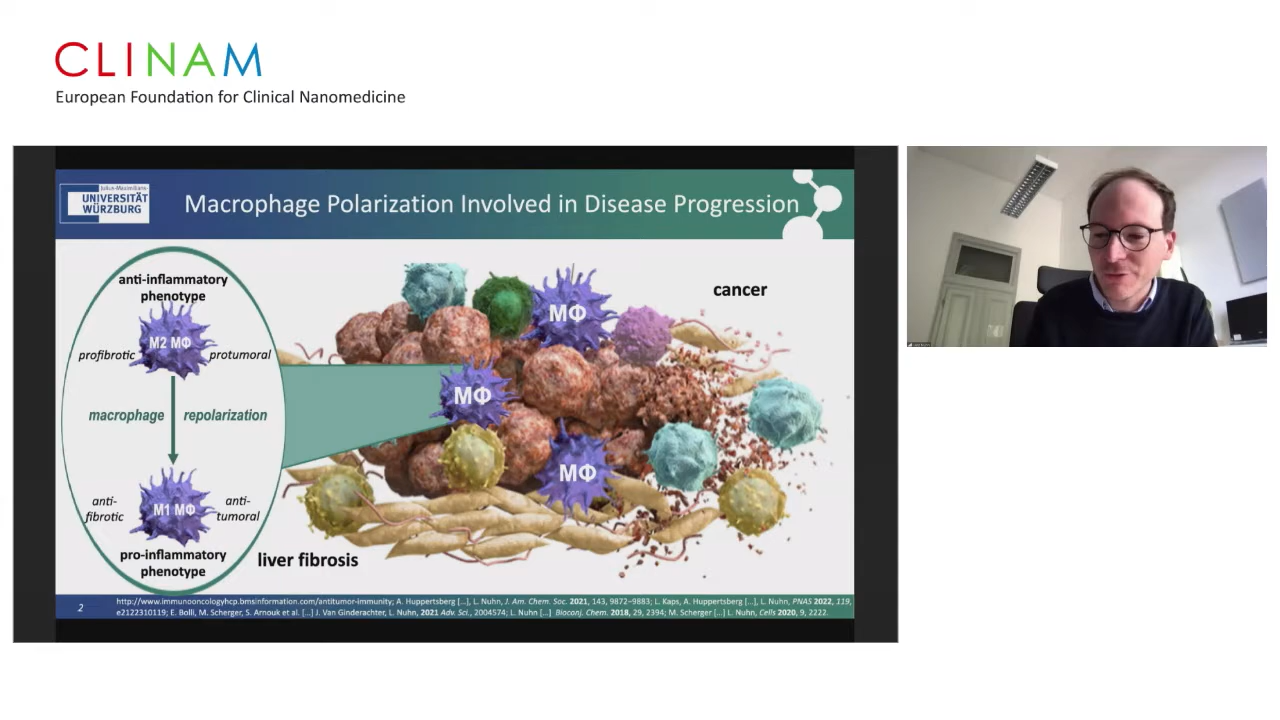 CLINAM
European Foundation for Clinical Nanomedicine
Julius-Maximilians-
UNIVERSITÄT
WÜRZBURG
Macrophage Polarization Involved in Disease Progression
anti-inflammatory
phenotype
M2 MΦ
profibrotic
protumoral
macrophage
repolarization
M1 MΦ
anti-
fibrotic
anti-
tumoral
pro-inflammatory
phenotype
MΦ
MΦ
MΦ
cancer
liver fibrosis
2
http://www.immunooncologyhcp.bmsinformation.com/antitumor-immunity; A. Huppertsberg [...], L. Nuhn, J. Am. Chem. Soc. 2021, 143, 9872–9883; L. Kaps, A. Huppertsberg [...], L. Nuhn, PNAS 2022, 119,
e2122310119; E. Bolli, M. Scherger, S. Arnouk et al. [...] J. Van Ginderachter, L. Nuhn, 2021 Adv. Sci., 2004574; L. Nuhn [...] Bioconj. Chem. 2018, 29, 2394; M. Scherger [...] L. Nuhn, Cells 2020, 9, 2222.